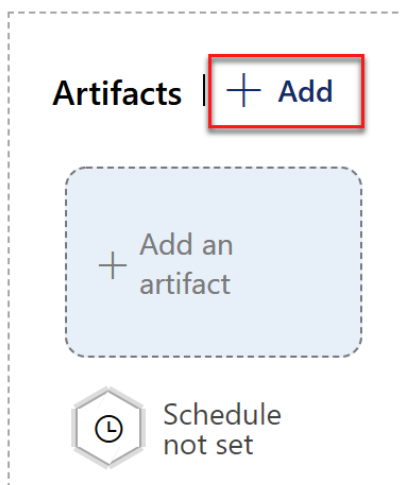 Artifacts | + Add
+ Add an
artifact
Schedule
not set